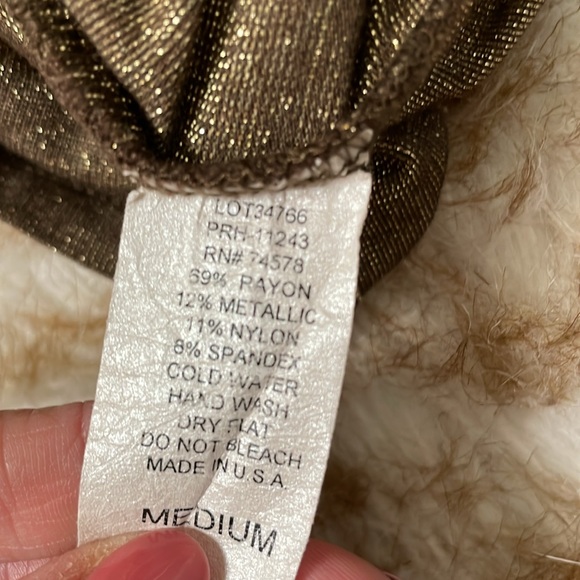 LOT34766
PRH-11243
RN# 74578
69% RAYON
12% METALLIC
11% NYLON
8% SPANDEX
COLD WATER
HAND WASH
DRY FLAT
DO NOT BLEACH
MADE IN U.S.A.
MEDIUM